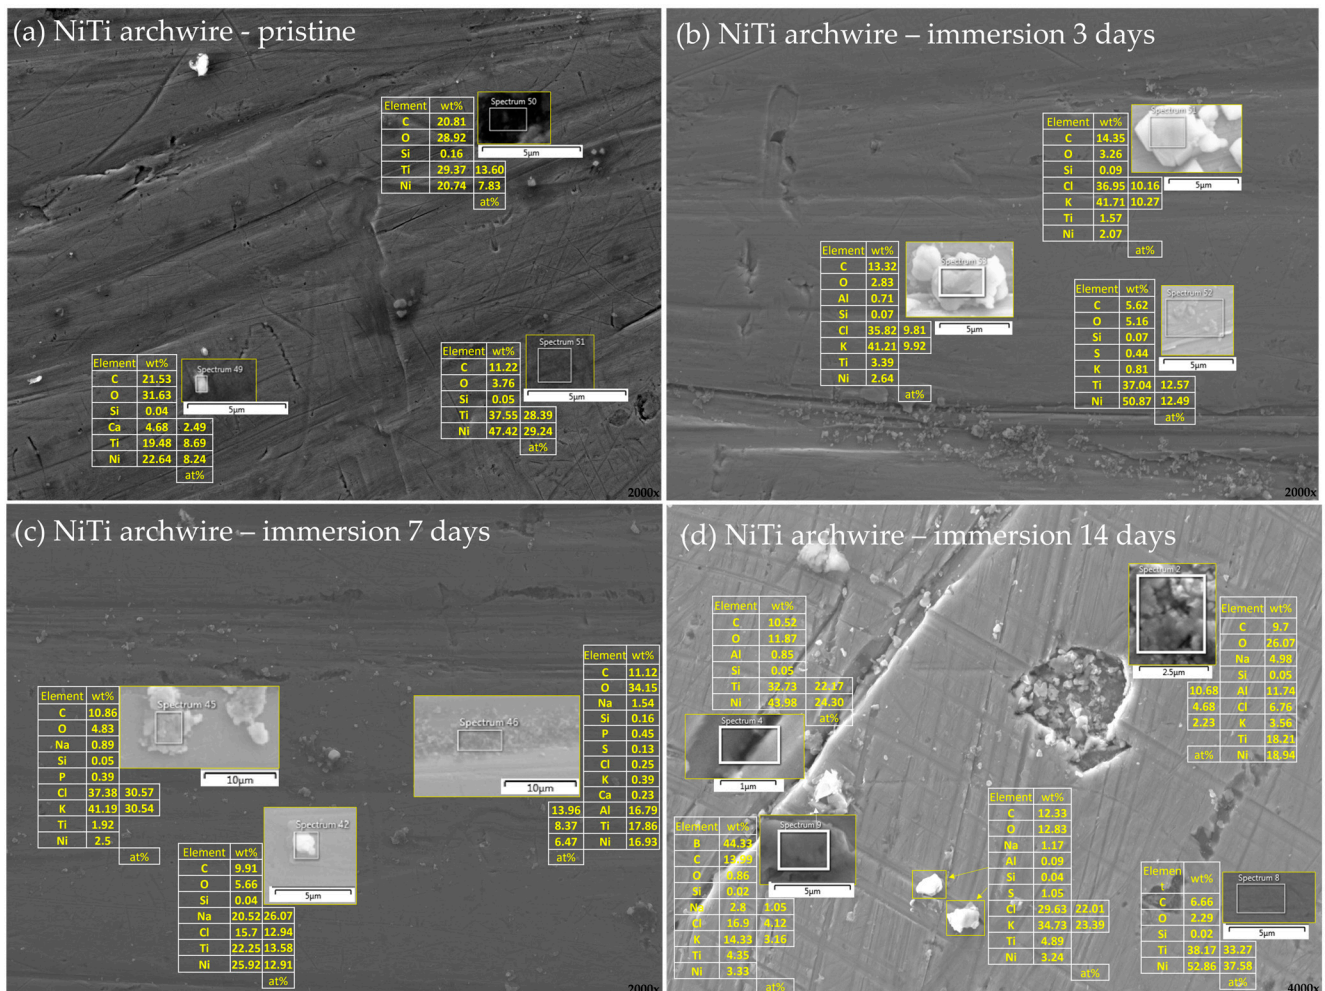 (a) NiTi archwire - pristine
Spectrum 50
5μm
Element wt%
C 20.81
O 28.92
Si 0.16
Ti 29.37 13.60
Ni 20.74 7.83
at%
Spectrum 49
5μm
Element wt%
C 21.53
O 31.63
Si 0.04
Ca 4.68 2.49
Ti 19.48 8.69
Ni 22.64 8.24
at%
Spectrum 51
5μm
Element wt%
C 11.22
O 3.76
Si 0.05
Ti 37.55 28.39
Ni 47.42 29.24
at%
2000x
(b) NiTi archwire – immersion 3 days
Spectrum 51
5μm
Element wt%
C 14.35
O 3.26
Si 0.09
Cl 36.95 10.16
K 41.71 10.27
Ti 1.57
Ni 2.07
at%
Spectrum 53
5μm
Element wt%
C 13.32
O 2.83
Al 0.71
Si 0.07
Cl 35.82 9.81
K 41.21 9.92
Ti 3.39
Ni 2.64
at%
Spectrum 52
5μm
Element wt%
C 5.62
O 5.16
Si 0.07
S 0.44
K 0.81
Ti 37.04 12.57
Ni 50.87 12.49
at%
2000x
(c) NiTi archwire – immersion 7 days
Spectrum 45
10μm
Element wt%
C 10.86
O 4.83
Na 0.89
Si 0.05
P 0.39
Cl 37.38 30.57
K 41.19 30.54
Ti 1.92
Ni 2.5
at%
Spectrum 42
5μm
Element wt%
C 9.91
O 5.66
Si 0.04
Na 20.52 26.07
Cl 15.7 12.94
Ti 22.25 13.58
Ni 25.92 12.91
at%
Spectrum 46
10μm
Element wt%
C 11.12
O 34.15
Na 1.54
Si 0.16
P 0.45
S 0.13
Cl 0.25
K 0.39
Ca 0.23
13.96 Al 16.79
8.37 Ti 17.86
6.47 Ni 16.93
at%
2000x
(d) NiTi archwire – immersion 14 days
Spectrum 2
2.5μm
Element wt%
C 9.7
O 26.07
Na 4.98
Si 0.05
10.68 Al 11.74
4.68 Cl 6.76
2.23 K 3.56
Ti 18.21
at% Ni 18.94
Element wt%
C 10.52
O 11.87
Al 0.85
Si 0.05
Ti 32.73 22.17
Ni 43.98 24.30
at%
Spectrum 4
1μm
Spectrum 9
5μm
Element wt%
B 44.33
C 13.09
O 0.86
Si 0.02
Na 2.8 1.05
Cl 16.9 4.12
K 14.33 3.16
Ti 4.35
Ni 3.33
at%
Element wt%
C 12.33
O 12.83
Na 1.17
Al 0.09
Si 0.04
S 1.05
Cl 29.63 22.01
K 34.73 23.39
Ti 4.89
Ni 3.24
at%
Spectrum 8
5μm
Elemen
t wt%
C 6.66
O 2.29
Si 0.02
Ti 38.17 33.27
Ni 52.86 37.58
at%
4000x